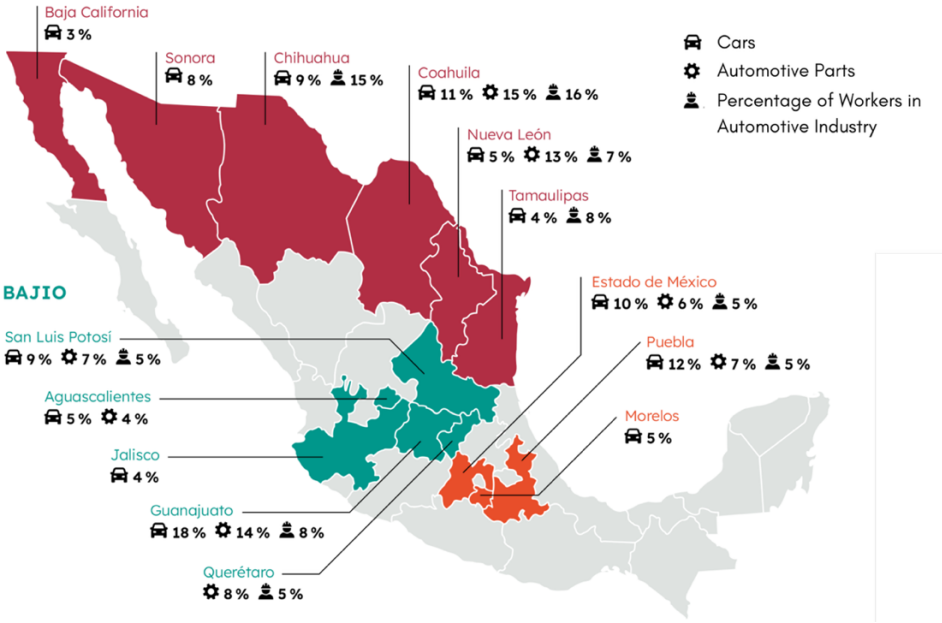 Baja California
3 %
Sonora
8 %
Chihuahua
9 % 15 %
Coahuila
11 % 15 % 16 %
Nueva León
5 % 13 % 7 %
Tamaulipas
4 % 8 %
Cars
Automotive Parts
Percentage of Workers in
Automotive Industry
BAJIO
San Luis Potosí
9 % 7 % 5 %
Aguascalientes
5 % 4 %
Jalisco
4 %
Guanajuato
18 % 14 % 8 %
Querétaro
8 % 5 %
Estado de México
10 % 6 % 5 %
Puebla
12 % 7 % 5 %
Morelos
5 %